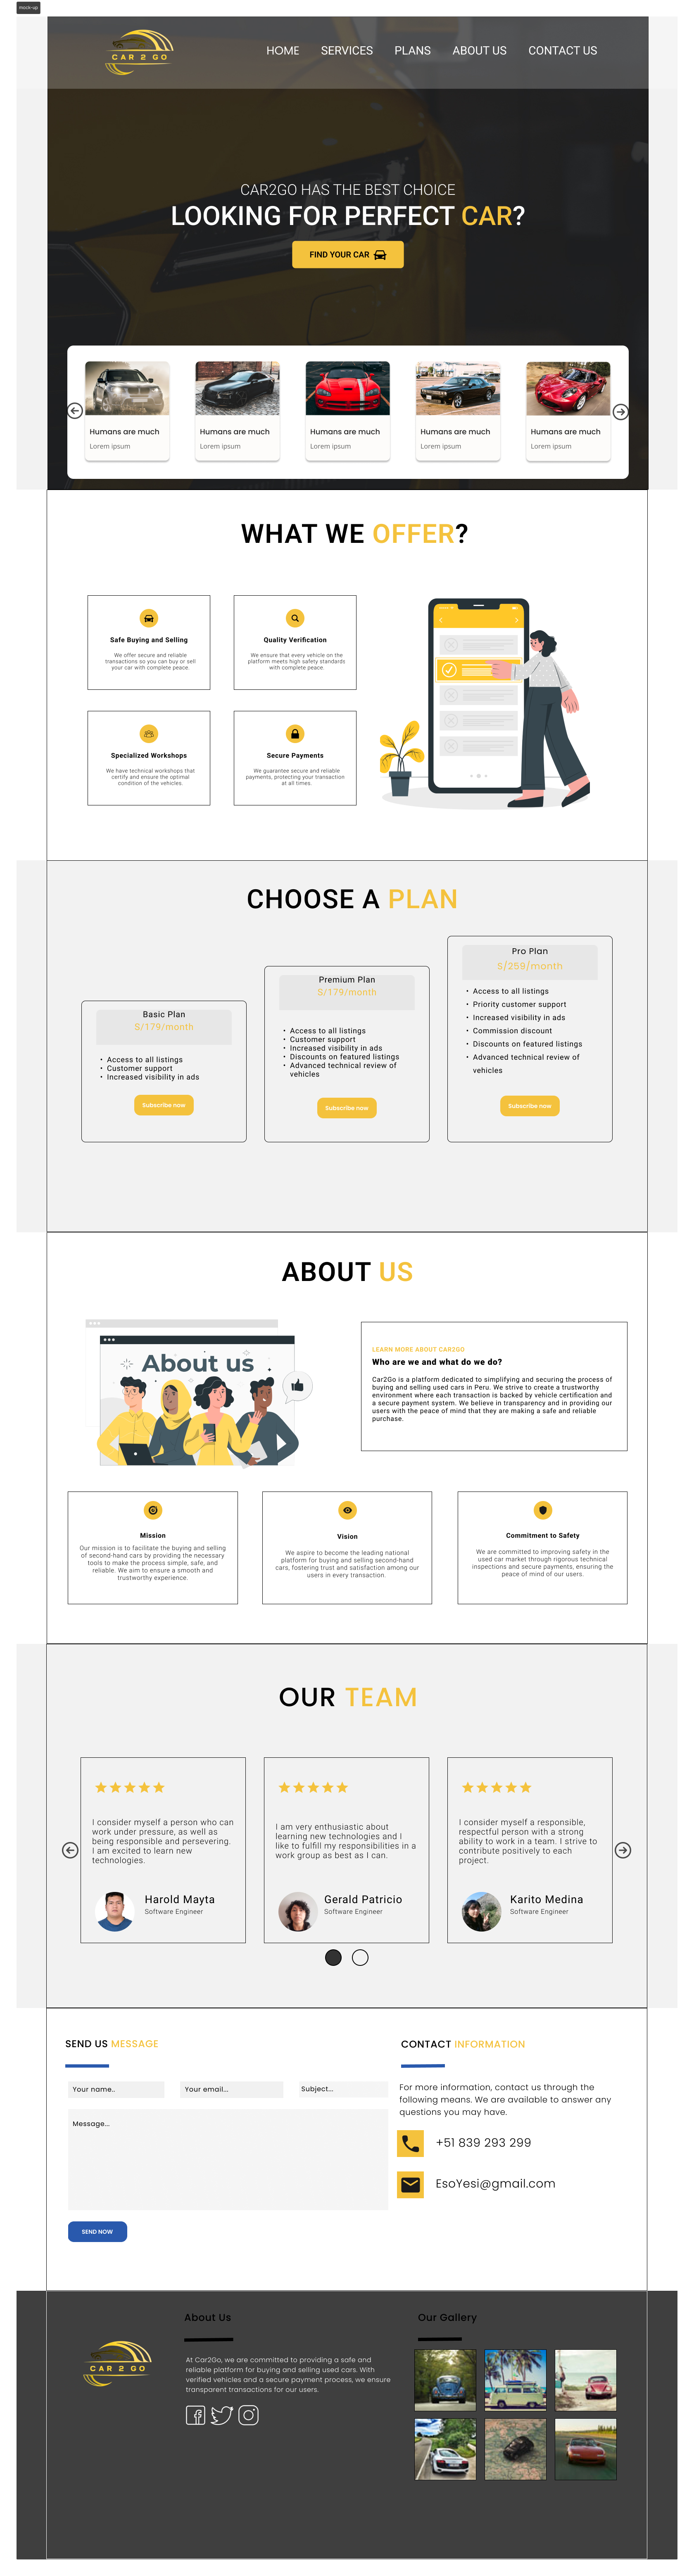 mock-up
CAR 2 GO
HOME SERVICES PLANS ABOUT US CONTACT US
CAR2GO HAS THE BEST CHOICE
LOOKING FOR PERFECT CAR?
FIND YOUR CAR
Humans are much
Lorem ipsum
Humans are much
Lorem ipsum
Humans are much
Lorem ipsum
Humans are much
Lorem ipsum
Humans are much
Lorem ipsum
WHAT WE OFFER?
Safe Buying and Selling
We offer secure and reliable
transactions so you can buy or sell
your car with complete peace.
Quality Verification
We ensure that every vehicle on the
platform meets high safety standards
with complete peace.
Specialized Workshops
We have technical workshops that
certify and ensure the optimal
condition of the vehicles.
Secure Payments
We guarantee secure and reliable
payments, protecting your transaction
at all times.
CHOOSE A PLAN
Basic Plan
S/179/month
• Access to all listings
• Customer support
• Increased visibility in ads
Subscribe now
Premium Plan
S/179/month
• Access to all listings
• Customer support
• Increased visibility in ads
• Discounts on featured listings
• Advanced technical review of
vehicles
Subscribe now
Pro Plan
S/259/month
• Access to all listings
• Priority customer support
• Increased visibility in ads
• Commission discount
• Discounts on featured listings
• Advanced technical review of
vehicles
Subscribe now
ABOUT US
About us
LEARN MORE ABOUT CAR2GO
Who are we and what do we do?
Car2Go is a platform dedicated to simplifying and securing the process of
buying and selling used cars in Peru. We strive to create a trustworthy
environment where each transaction is backed by vehicle certification and
a secure payment system. We believe in transparency and in providing our
users with the peace of mind that they are making a safe and reliable
purchase.
Mission
Our mission is to facilitate the buying and selling
of second-hand cars by providing the necessary
tools to make the process simple, safe, and
reliable. We aim to ensure a smooth and
trustworthy experience.
Vision
We aspire to become the leading national
platform for buying and selling second-hand
cars, fostering trust and satisfaction among our
users in every transaction.
Commitment to Safety
We are committed to improving safety in the
used car market through rigorous technical
inspections and secure payments, ensuring the
peace of mind of our users.
OUR TEAM
I consider myself a person who can
work under pressure, as well as
being responsible and persevering.
I am excited to learn new
technologies.
Harold Mayta
Software Engineer
I am very enthusiastic about
learning new technologies and I
like to fulfill my responsibilities in a
work group as best as I can.
Gerald Patricio
Software Engineer
I consider myself a responsible,
respectful person with a strong
ability to work in a team. I strive to
contribute positively to each
project.
Karito Medina
Software Engineer
SEND US MESSAGE
Your name..
Your email...
Subject...
Message...
SEND NOW
CONTACT INFORMATION
For more information, contact us through the
following means. We are available to answer any
questions you may have.
+51 839 293 299
EsoYesi@gmail.com
CAR 2 GO
About Us
At Car2Go, we are committed to providing a safe and
reliable platform for buying and selling used cars. With
verified vehicles and a secure payment process, we ensure
transparent transactions for our users.
Our Gallery